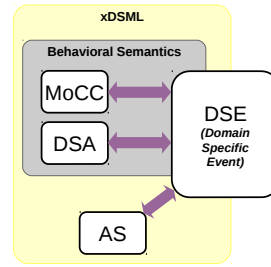 xDSML
Behavioral Semantics
MoCC
DSA
DSE
(Domain
Specific
Event)
AS